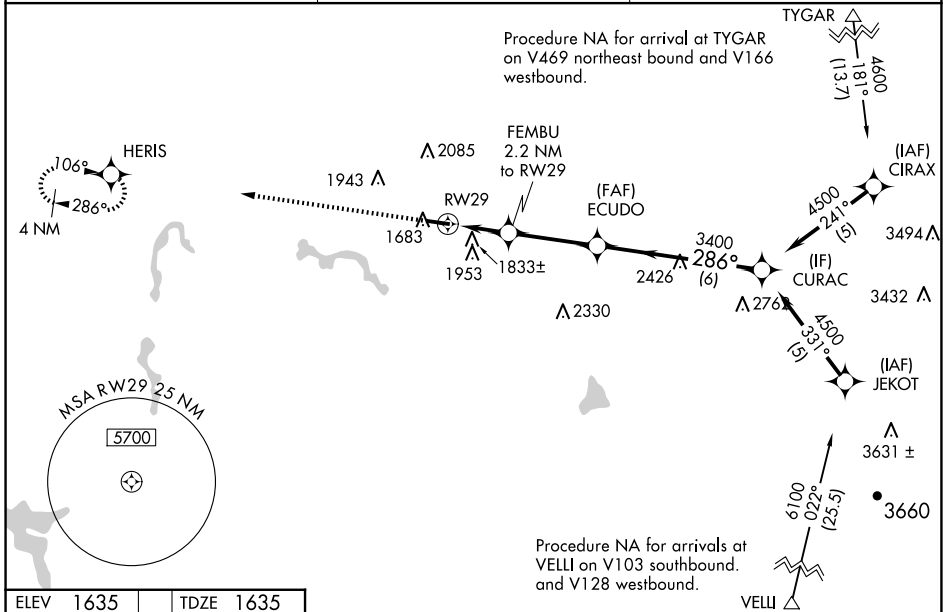 TYGAR
Procedure NA for arrival at TYGAR
on V469 northeast bound and V166
westbound.
4600
181°
(13.7)
HERIS
106°
286°
4 NM
2085
1943
FEMBU
2.2 NM
to RW29
RW29
(FAF)
ECUDO
(IAF)
CIRAX
4500
241°
(5)
3494
1683
1953
1833±
3400
286°
(6)
2426
(IF)
CURAC
2762
3432
2330
4500
331°
(5)
(IAF)
JEKOT
MSA RW29 25 NM
5700
3631 ±
3660
6100
022°
(25.5)
Procedure NA for arrivals at
VELLI on V103 southbound.
and V128 westbound.
VELLI
ELEV 1635
TDZE 1635